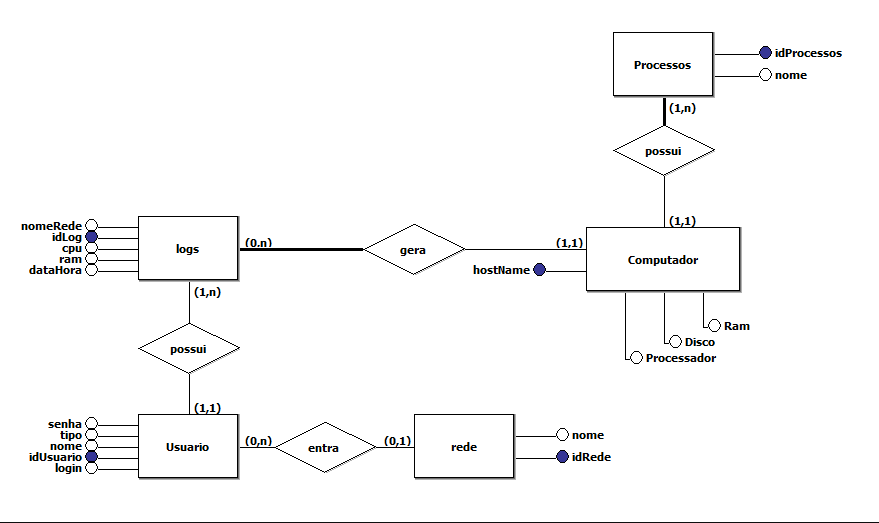 Processos
idProcessos
nome
(1,n)
possui
(1,1)
nomeRede
idLog
cpu
ram
dataHora
logs
(0,n)
gera
(1,1)
Computador
hostName
Ram
Disco
Processador
(1,n)
possui
(1,1)
senha
tipo
nome
idUsuario
login
Usuario
(0,n)
entra
(0,1)
rede
nome
idRede